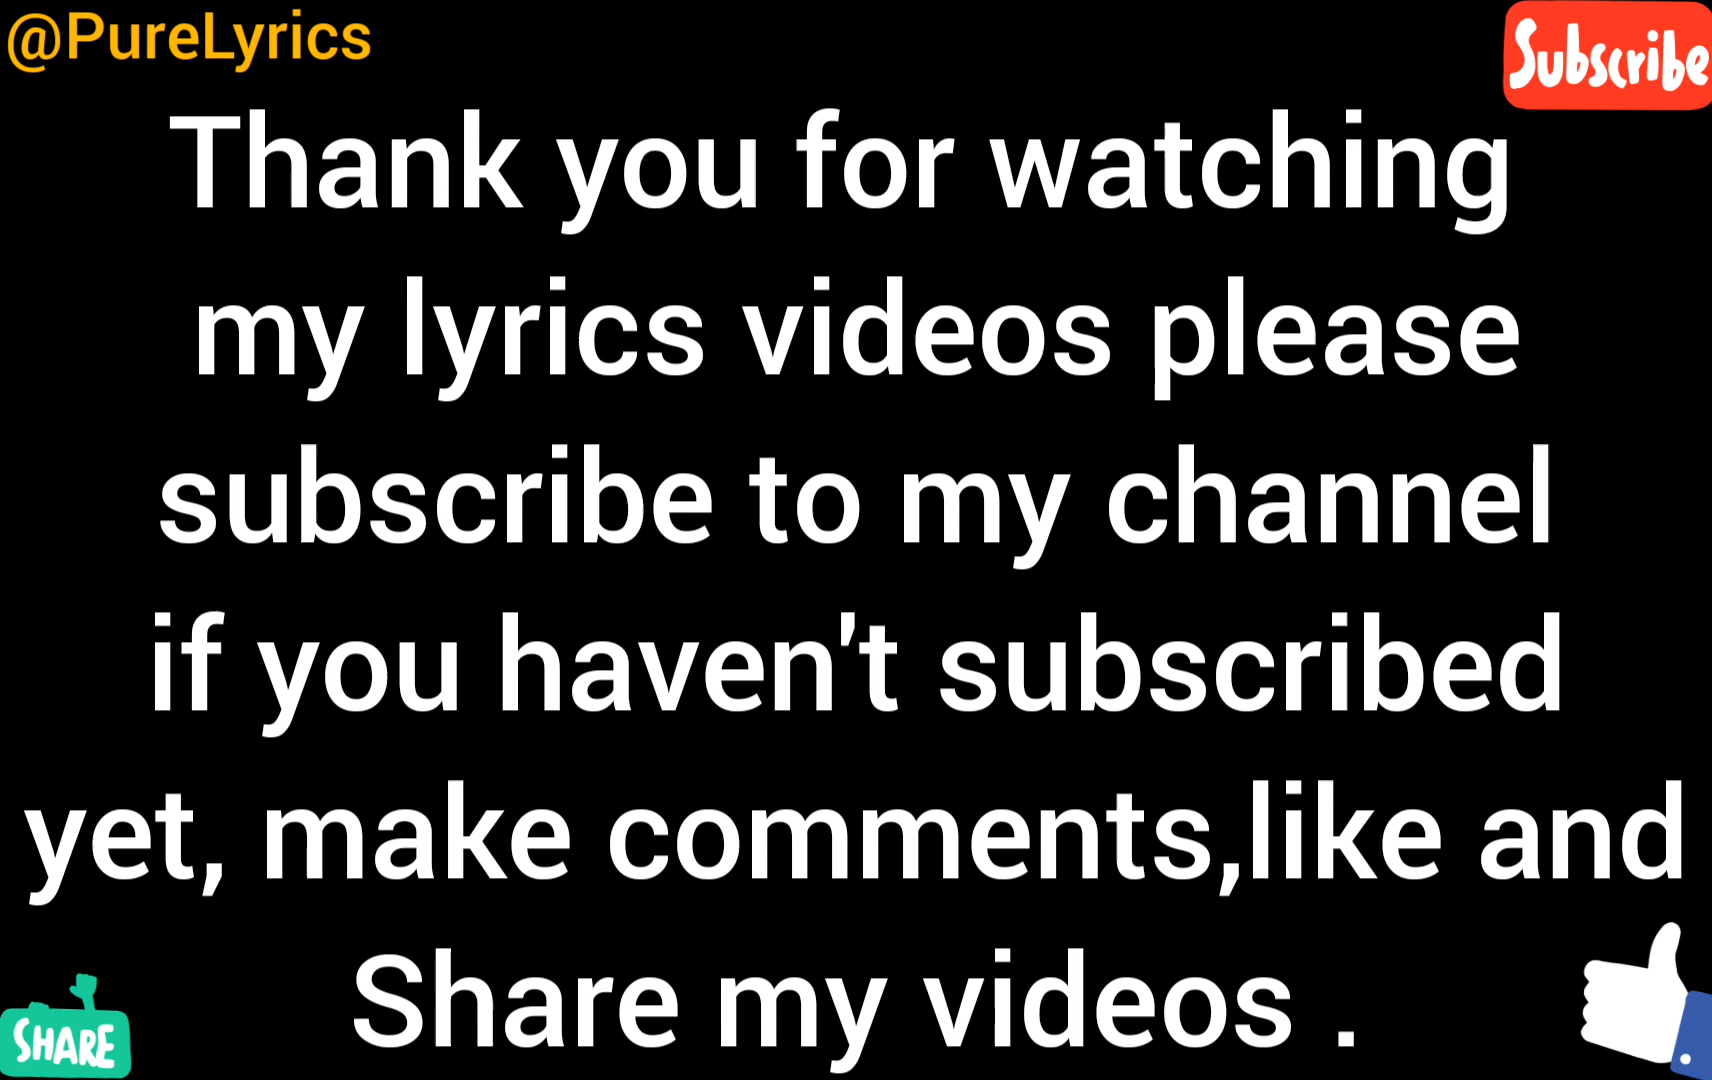 @PureLyrics
Subscribe
Thank you for watching
my lyrics videos please
subscribe to my channel
if you haven't subscribed
yet, make comments,like and
Share my videos .
SHARE